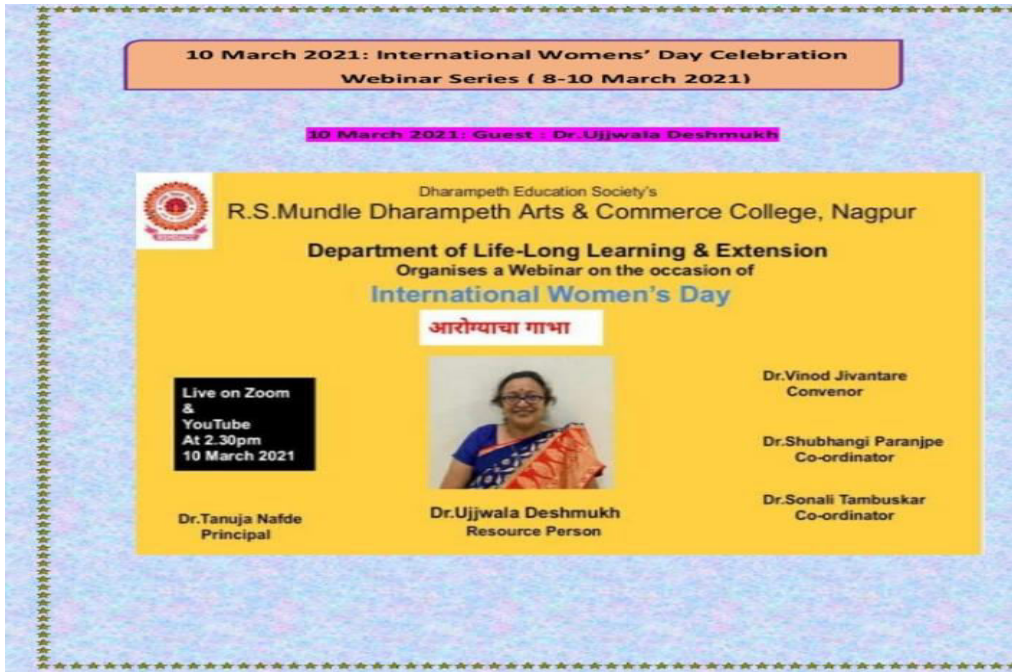 10 March 2021: International Womens’ Day Celebration
Webinar Series ( 8-10 March 2021)
10 March 2021: Guest : Dr.Ujjwala Deshmukh
Dharampeth Education Society's
R.S.Mundle Dharampeth Arts & Commerce College, Nagpur
Department of Life-Long Learning & Extension
Organises a Webinar on the occasion of
International Women's Day
आरोग्याचा गाभा
Live on Zoom
&
YouTube
At 2.30pm
10 March 2021
Dr.Tanuja Nafde
Principal
Dr.Ujjwala Deshmukh
Resource Person
Dr.Vinod Jivantare
Convenor
Dr.Shubhangi Paranjpe
Co-ordinator
Dr.Sonali Tambuskar
Co-ordinator